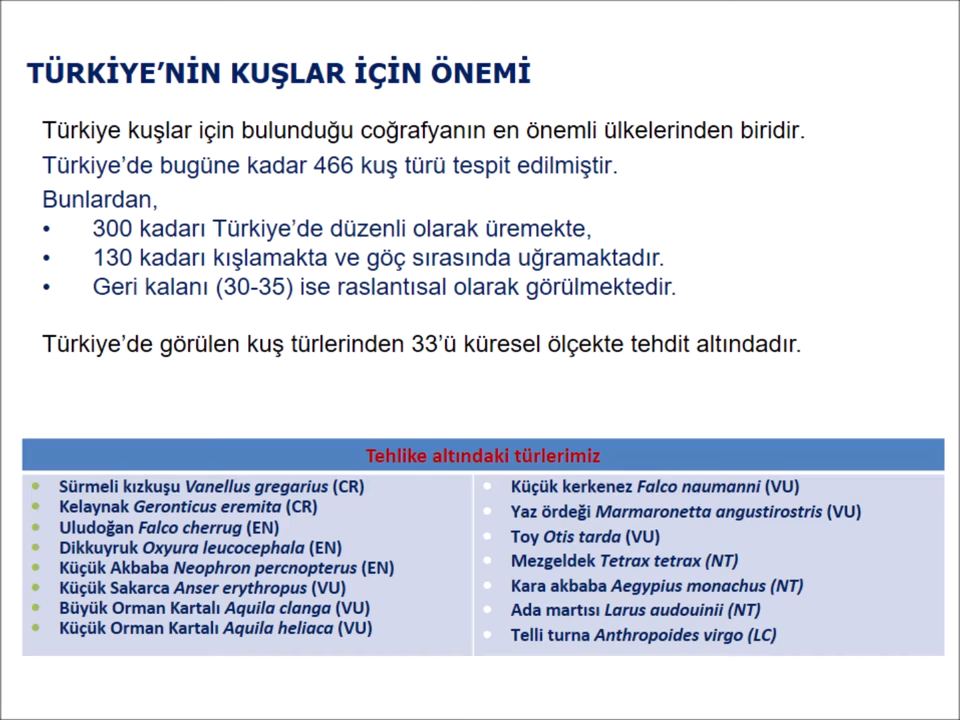 TÜRKİYE’NİN KUŞLAR İÇİN ÖNEMİ
Türkiye kuşlar için bulunduğu coğrafyanın en önemli ülkelerinden biridir.
Türkiye’de bugüne kadar 466 kuş türü tespit edilmiştir.
Bunlardan,
• 300 kadarı Türkiye’de düzenli olarak üremekte,
• 130 kadarı kışlamakta ve göç sırasında uğramaktadır.
• Geri kalanı (30-35) ise raslantısal olarak görülmektedir.
Türkiye’de görülen kuş türlerinden 33’ü küresel ölçekte tehdit altındadır.
Tehlike altındaki türlerimiz
• Sürmeli kızkuşu Vanellus gregarius (CR)
• Kelaynak Geronticus eremita (CR)
• Uludoğan Falco cherrug (EN)
• Dikkuyruk Oxyura leucocephala (EN)
• Küçük Akbaba Neophron percnopterus (EN)
• Küçük Sakarca Anser erythropus (VU)
• Büyük Orman Kartalı Aquila clanga (VU)
• Küçük Orman Kartalı Aquila heliaca (VU)
• Küçük kerkenez Falco naumanni (VU)
• Yaz ördeği Marmaronetta angustirostris (VU)
• Toy Otis tarda (VU)
• Mezgeldek Tetrax tetrax (NT)
• Kara akbaba Aegypius monachus (NT)
• Ada martısı Larus audouinii (NT)
• Telli turna Anthropoides virgo (LC)